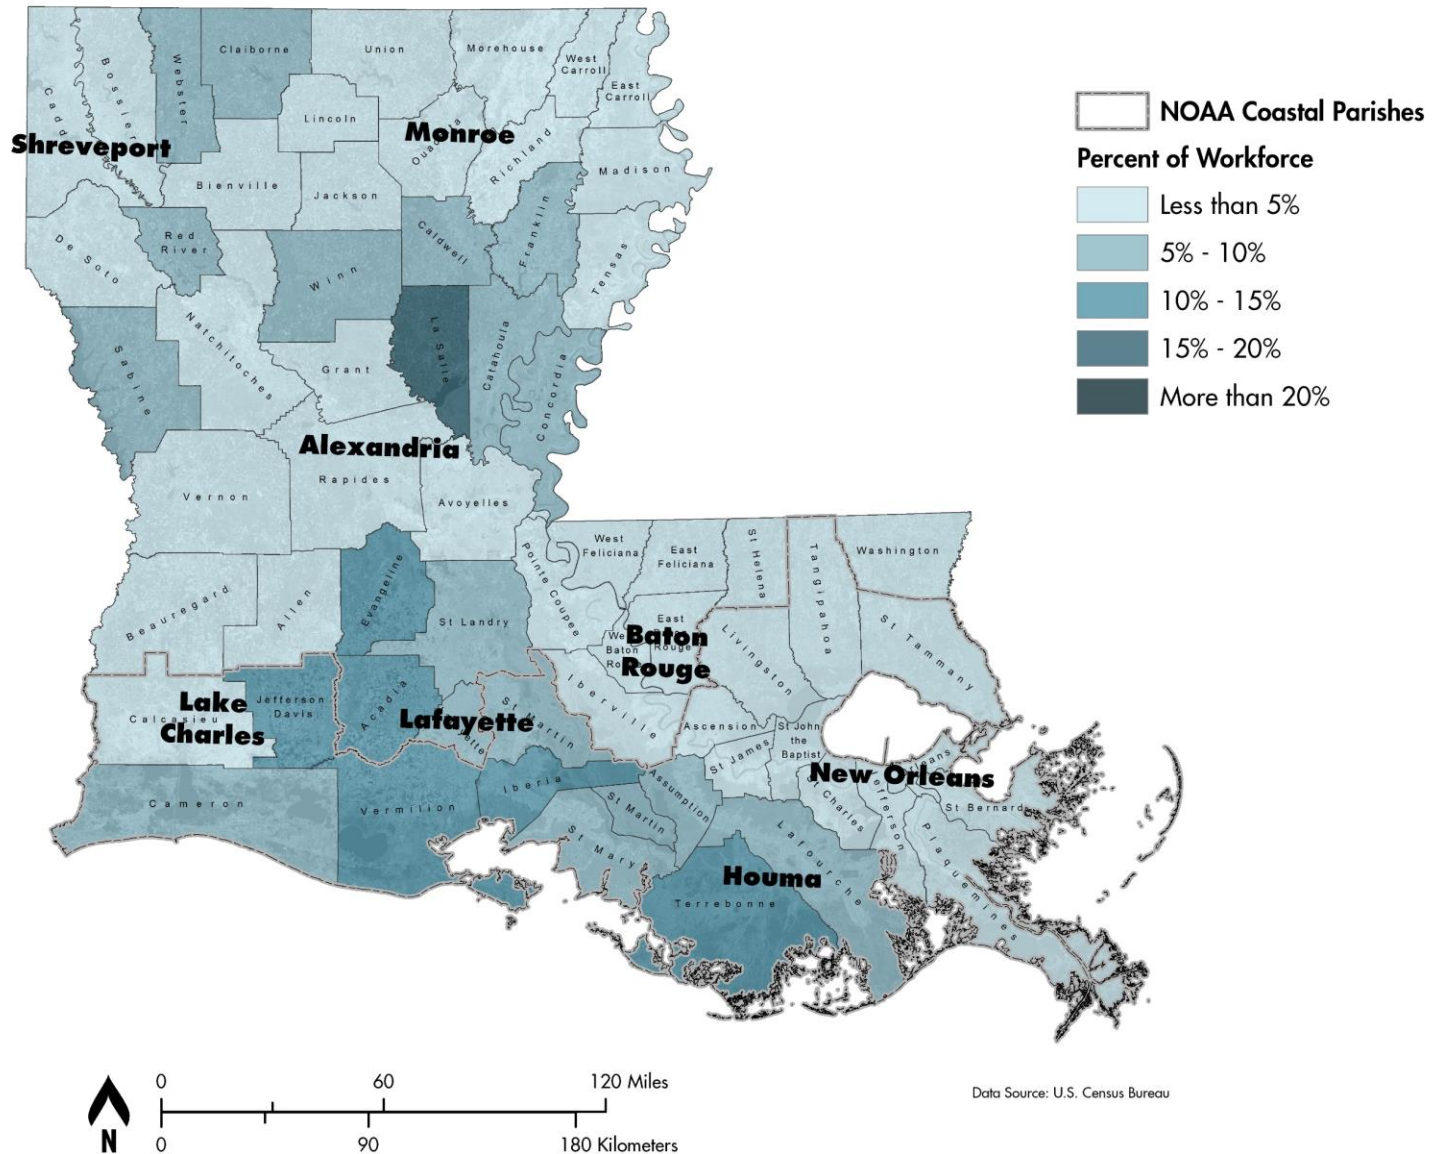 Claiborne
Union
Morehouse
West
Carroll
East
Carroll
Webster
Bossier
Lincoln
Shreveport
Monroe
Richland
Madison
Bienville
Jackson
De Soto
Red
River
Winn
Caldwell
Franklin
Tensas
Natchitoches
Sabine
Grant
La Salle
Catahoula
Concordia
Alexandria
Rapides
Vernon
Avoyelles
Beauregard
Allen
Evangeline
St Landry
Pointe Coupee
West
Feliciana
East
Feliciana
St Helena
Tangipahoa
Washington
East
Baton
Rouge
Baton
Livingston
St Tammany
Lake
Charles
Calcasieu
Jefferson
Davis
Acadia
Lafayette
St Martin
Iberville
Ascension
St James
St John
the
Baptist
New Orleans
St Charles
Jefferson
St Bernard
Plaquemines
Cameron
Vermilion
Iberia
St Martin
Assumption
St Mary
Lafourche
Houma
Terrebonne
NOAA Coastal Parishes
Percent of Workforce
Less than 5%
5% - 10%
10% - 15%
15% - 20%
More than 20%
0 60 120 Miles
0 90 180 Kilometers
N
Data Source: U.S. Census Bureau